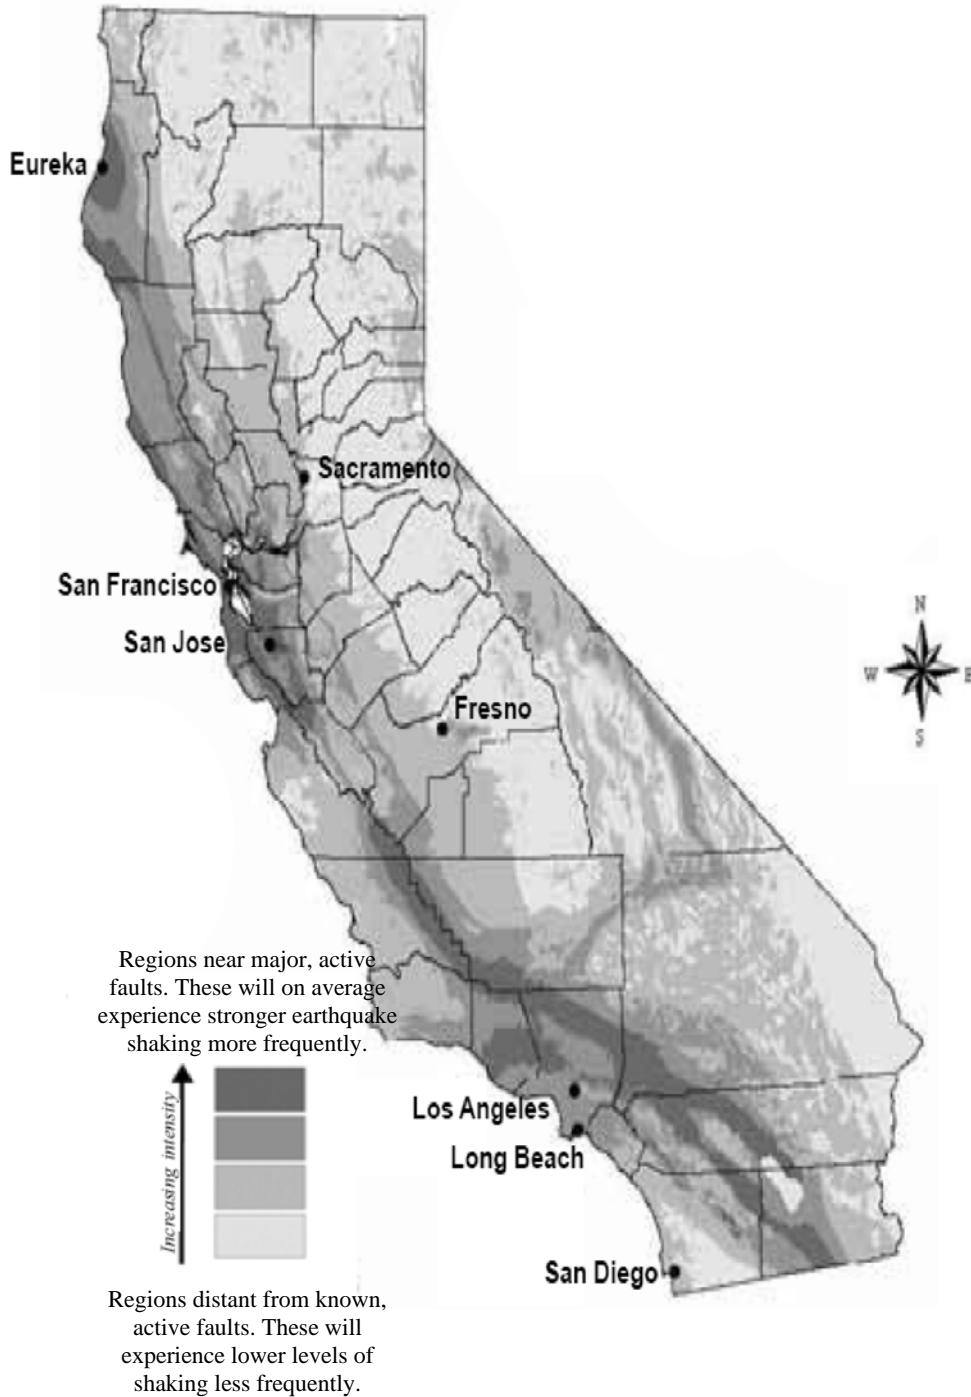 Eureka
Sacramento
San Francisco
San Jose
N
W
E
S
Fresno
Regions near major, active
faults. These will on average
experience stronger earthquake
shaking more frequently.
Increasing intensity
Los Angeles
Long Beach
San Diego
Regions distant from known,
active faults. These will
experience lower levels of
shaking less frequently.